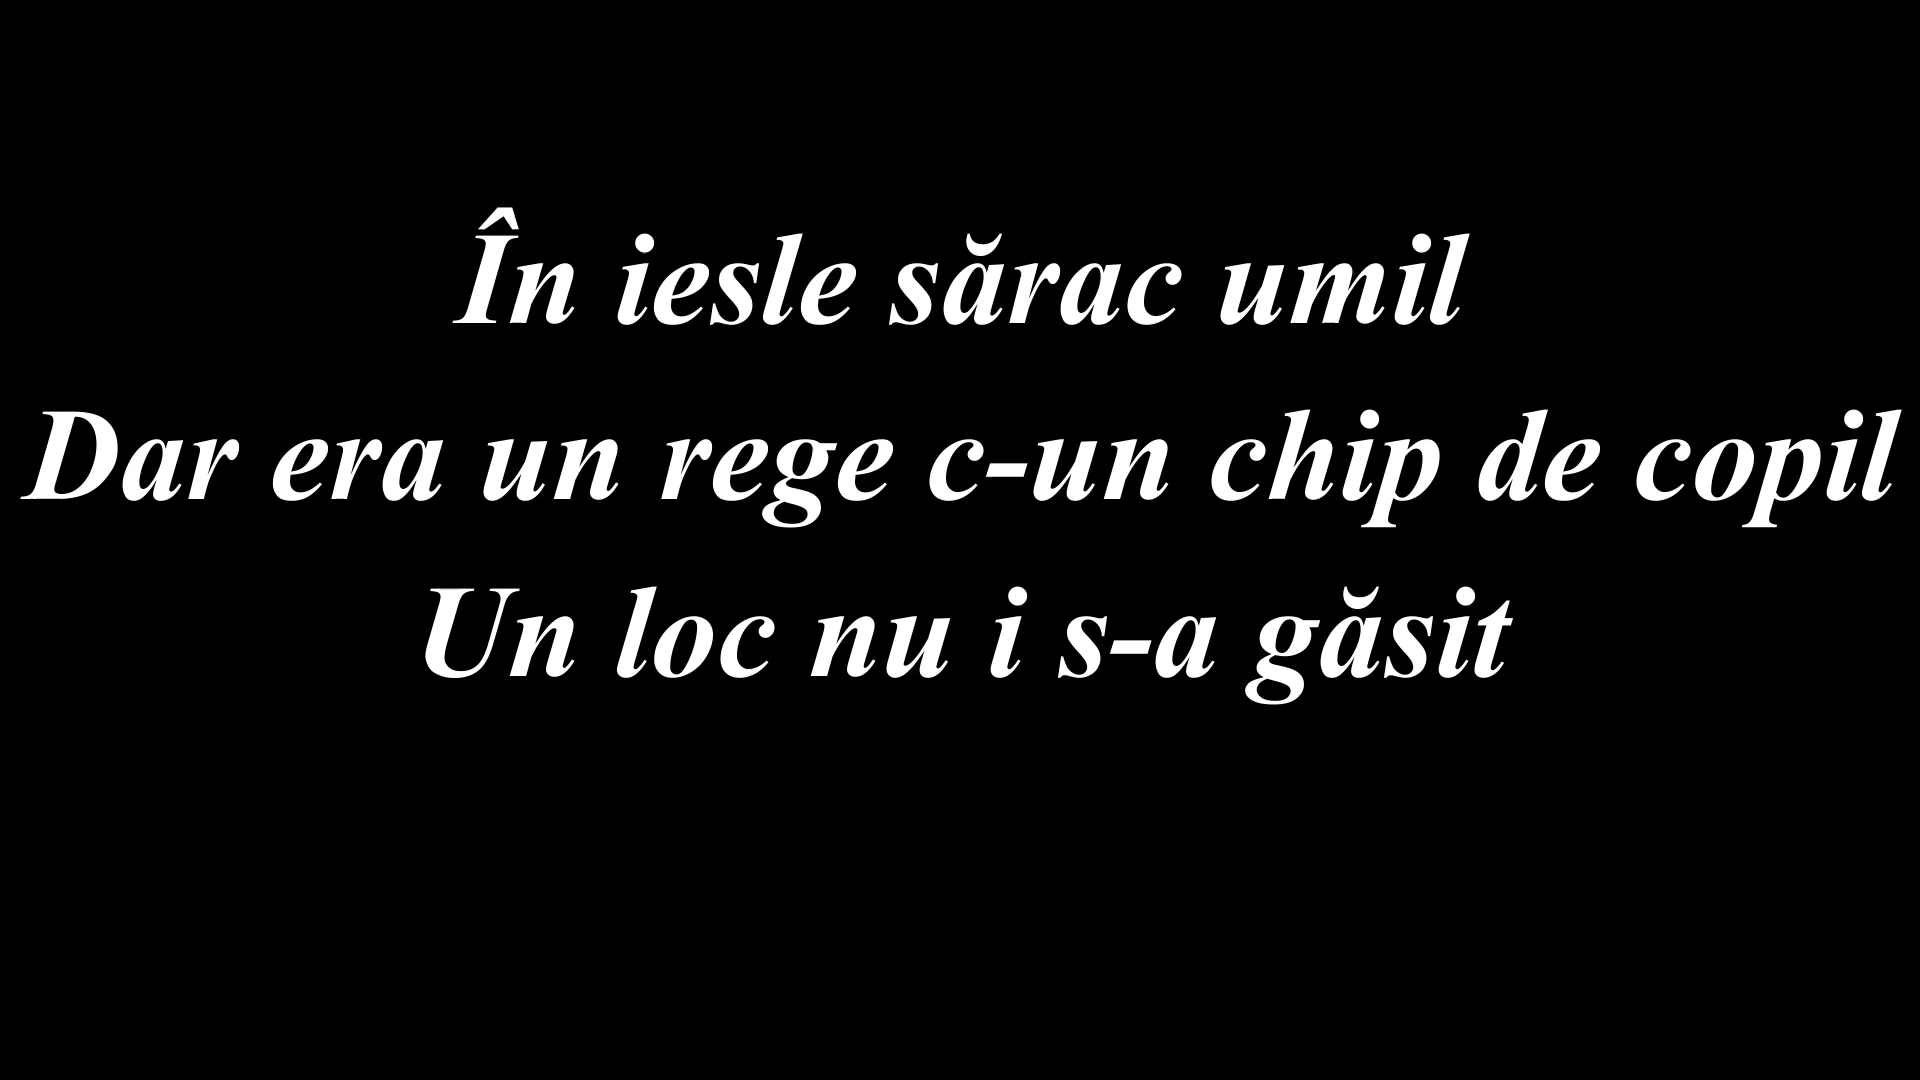 În iesle sărac umil
Dar era un rege c-un chip de copil
Un loc nu i s-a găsit